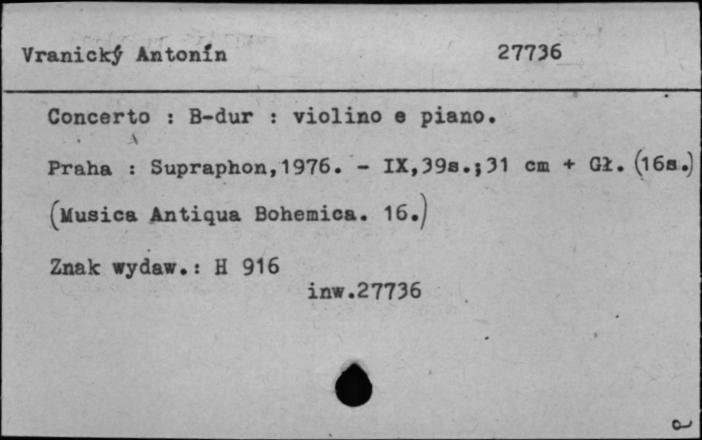 Vranický Antonín 27736
Concerto : B-dur : violino e piano.
Praha : Supraphon,1976. - IX,39s.;31 cm + Gł. (16s.)
(Musica Antiqua Bohemica. 16.)
Znak wydaw.: H 916
inw.27736